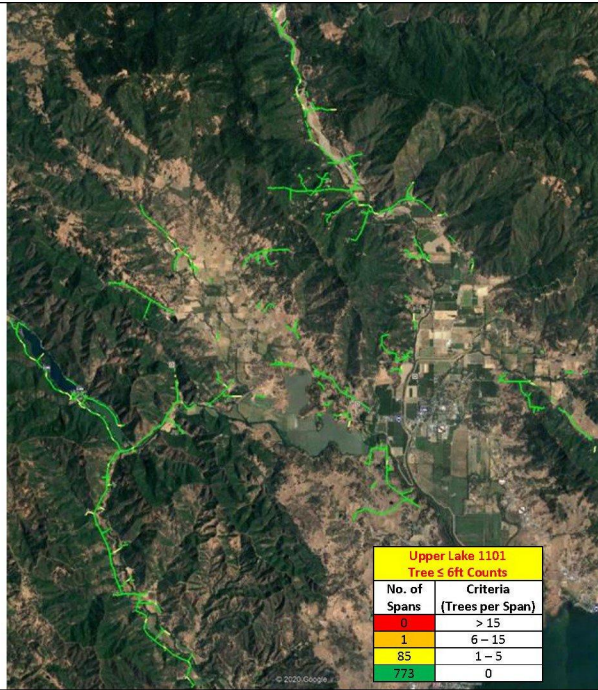 Upper Lake 1101
Tree ≤ 6ft Counts
No. of Spans Criteria (Trees per Span)
0 > 15
1 6 – 15
85 1 – 5
773 0
© 2020 Google